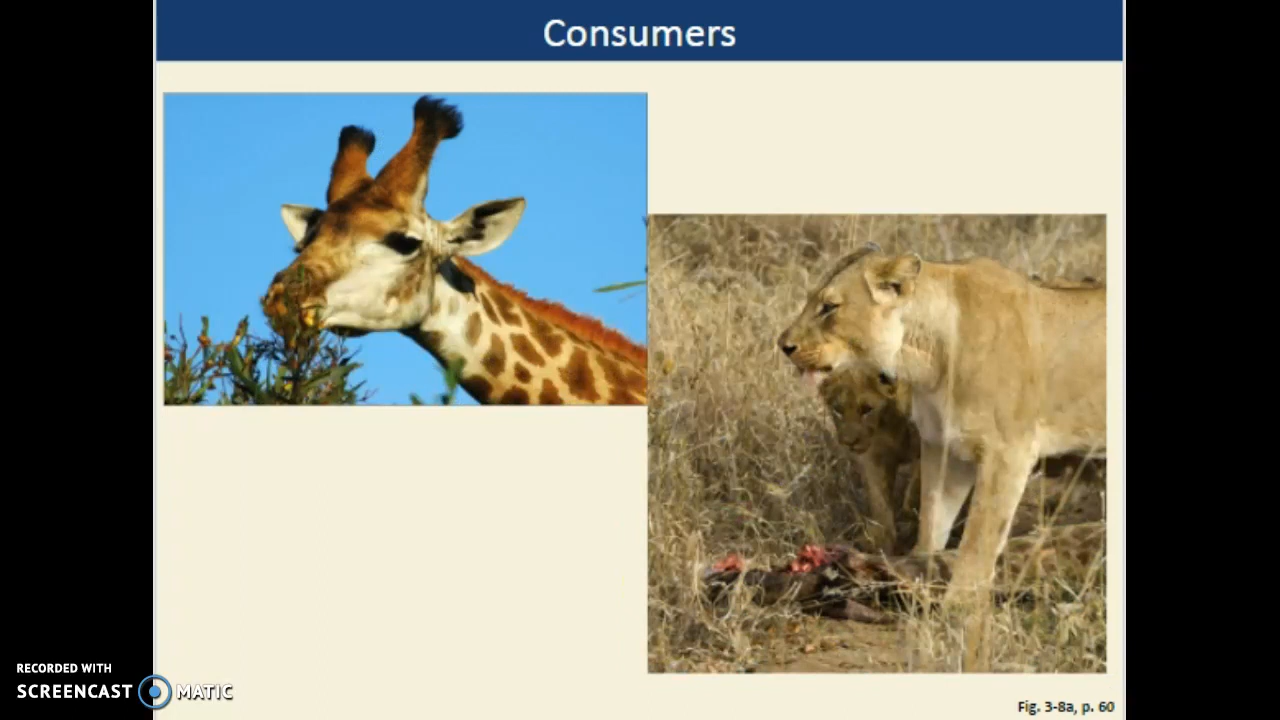 Consumers
Fig. 3-8a, p. 60
RECORDED WITH
SCREENCAST MATIC